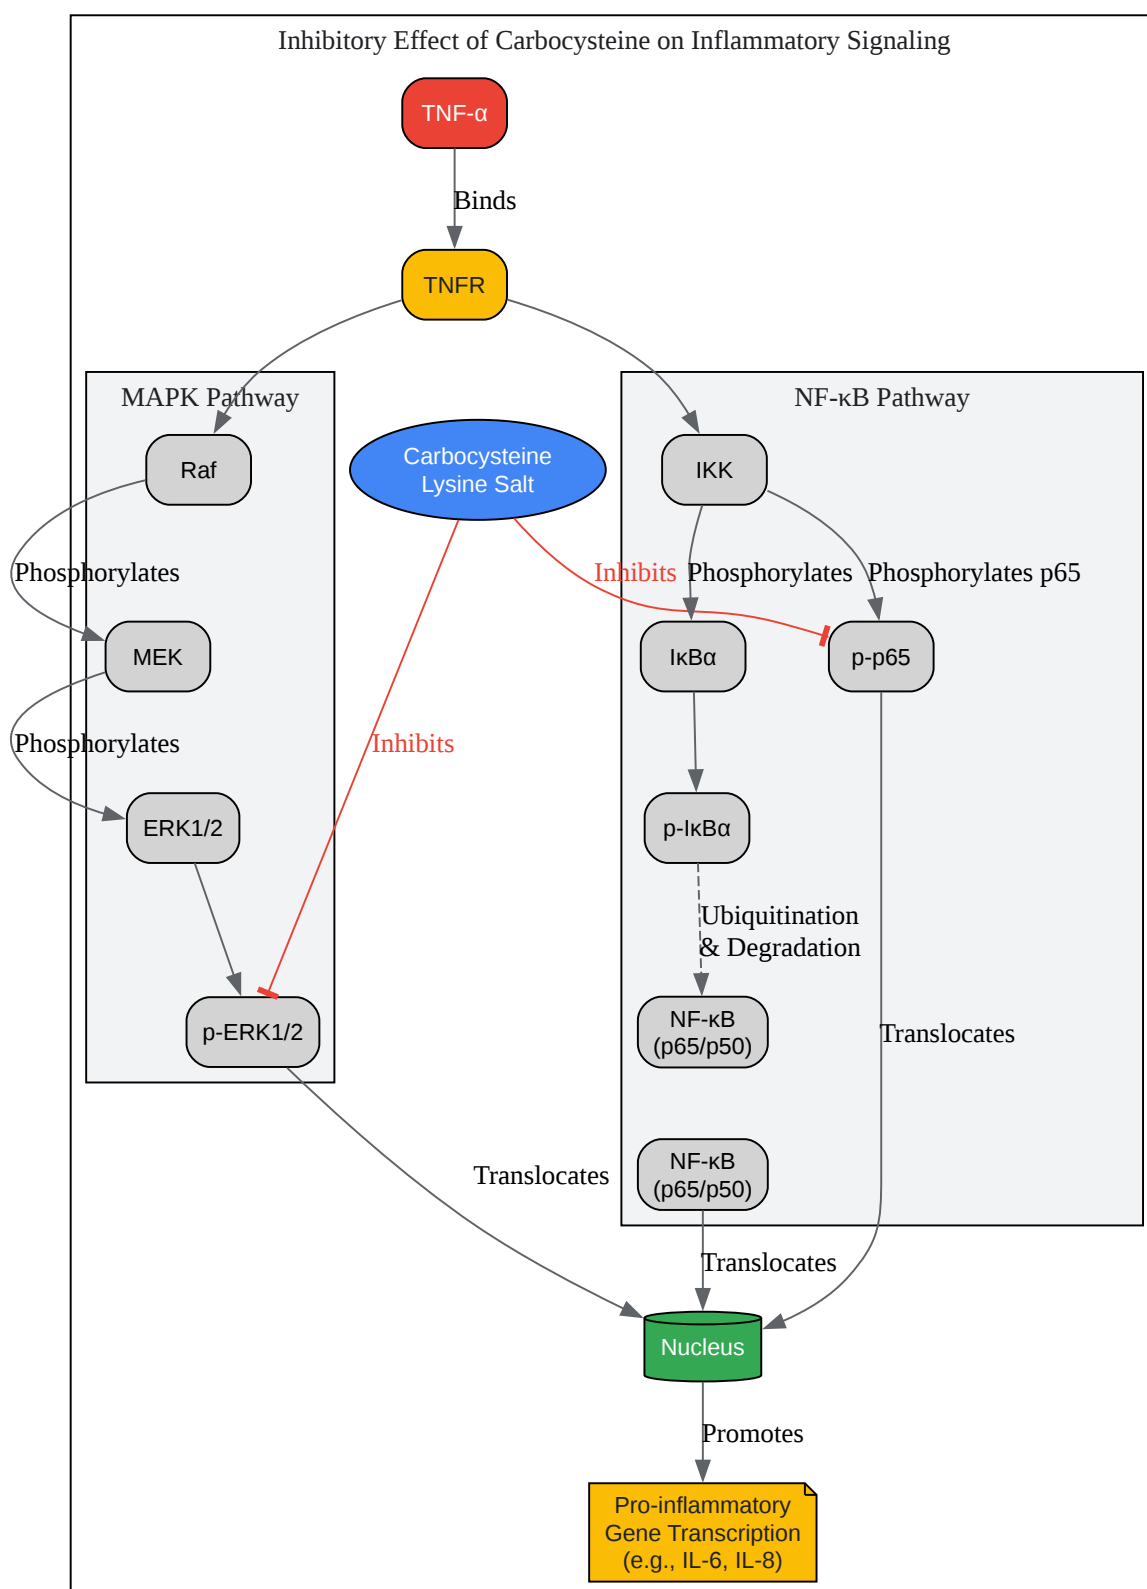 Inhibitory Effect of Carbocysteine on Inflammatory Signaling
TNF-α
Binds
TNFR
MAPK Pathway
NF-κB Pathway
Raf
Carbocysteine
Lysine Salt
IKK
Phosphorylates
Inhibits
Phosphorylates
Phosphorylates p65
MEK
IκBα
p-p65
Phosphorylates
Inhibits
ERK1/2
p-IκBα
Ubiquitination
& Degradation
p-ERK1/2
NF-κB
(p65/p50)
Translocates
NF-κB
(p65/p50)
Translocates
Translocates
Nucleus
Promotes
Pro-inflammatory
Gene Transcription
(e.g., IL-6, IL-8)